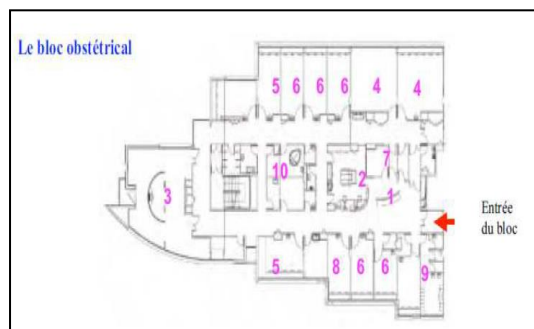 Le bloc obstétrical
5 6 6 6 4 4
10 2 7
3 1
Entrée
du bloc
5 8 6 6 9